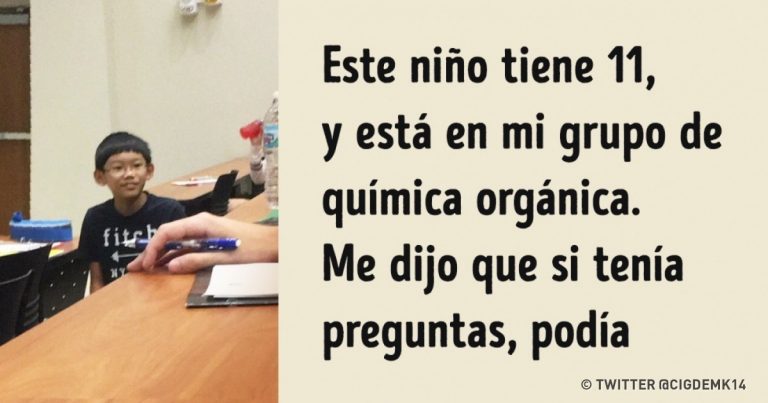 Este niño tiene 11,
y está en mi grupo de
química orgánica.
Me dijo que si tenía
preguntas, podía
© TWITTER @CIGDEMK14
fitch